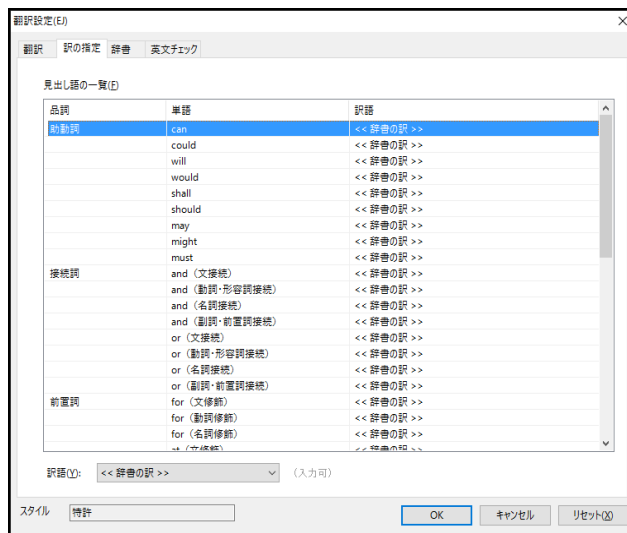 翻訳設定(EJ)
翻訳 訳の指定 辞書 英文チェック
見出し語の一覧(F)
品詞 単語 訳語
助動詞 can << 辞書の訳 >>
could << 辞書の訳 >>
will << 辞書の訳 >>
would << 辞書の訳 >>
shall << 辞書の訳 >>
should << 辞書の訳 >>
may << 辞書の訳 >>
might << 辞書の訳 >>
must << 辞書の訳 >>
接続詞 and（文接続） << 辞書の訳 >>
and（動詞・形容詞接続） << 辞書の訳 >>
and（名詞接続） << 辞書の訳 >>
and（副詞・前置詞接続） << 辞書の訳 >>
or（文接続） << 辞書の訳 >>
or（動詞・形容詞接続） << 辞書の訳 >>
or（名詞接続） << 辞書の訳 >>
or（副詞・前置詞接続） << 辞書の訳 >>
前置詞 for（文修飾） << 辞書の訳 >>
for（動詞修飾） << 辞書の訳 >>
for（名詞修飾） << 辞書の訳 >>
at（文修飾） << 辞書の訳 >>
訳語(Y): << 辞書の訳 >> （入力可）
スタイル 特許 OK キャンセル リセット(X)